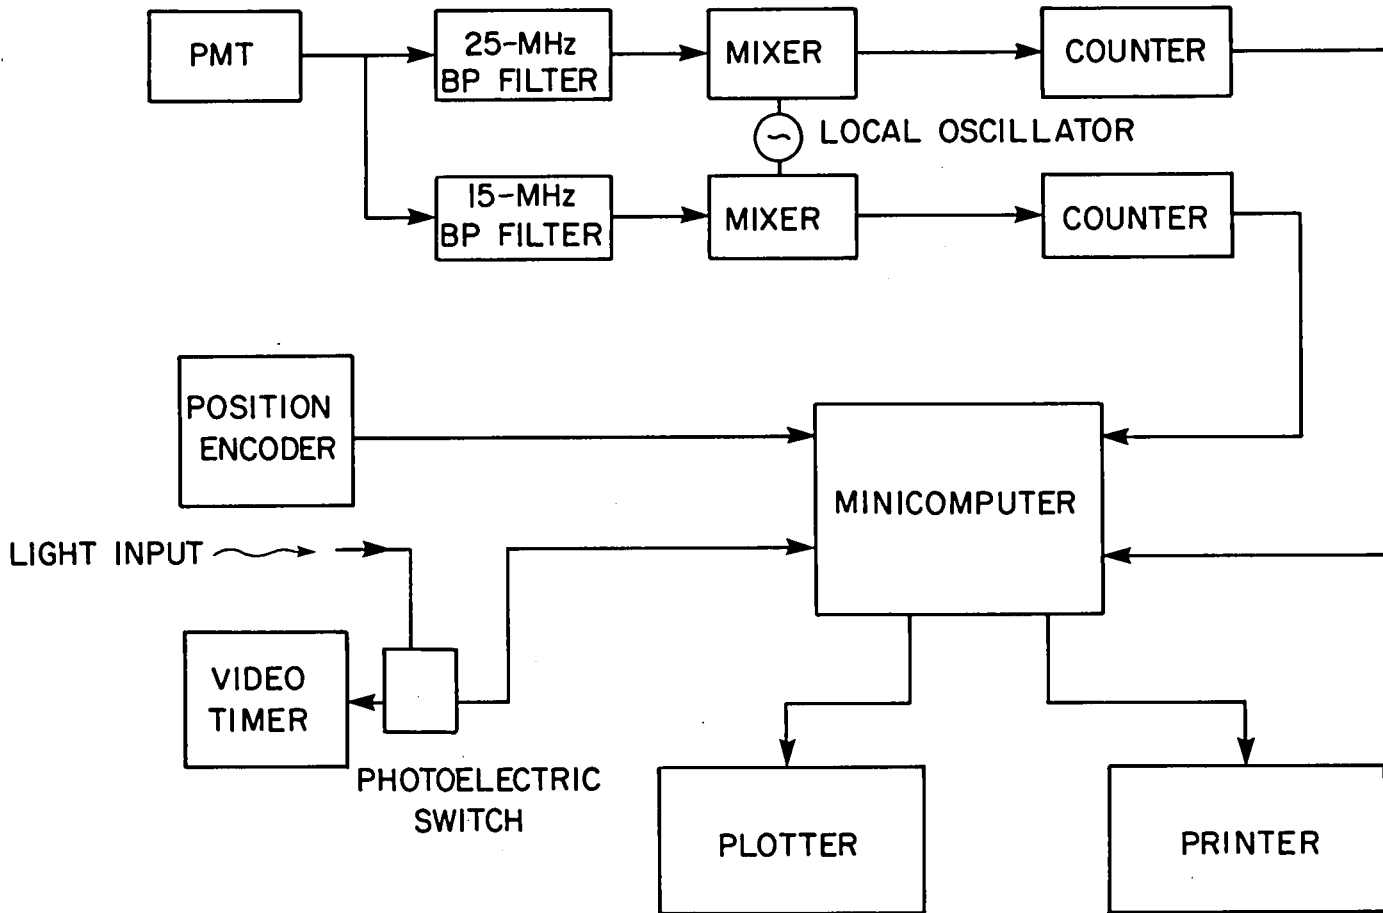 PMT
25-MHz
BP FILTER
MIXER
COUNTER
LOCAL OSCILLATOR
15-MHz
BP FILTER
MIXER
COUNTER
POSITION
ENCODER
MINICOMPUTER
LIGHT INPUT
VIDEO
TIMER
PHOTOELECTRIC
SWITCH
PLOTTER
PRINTER